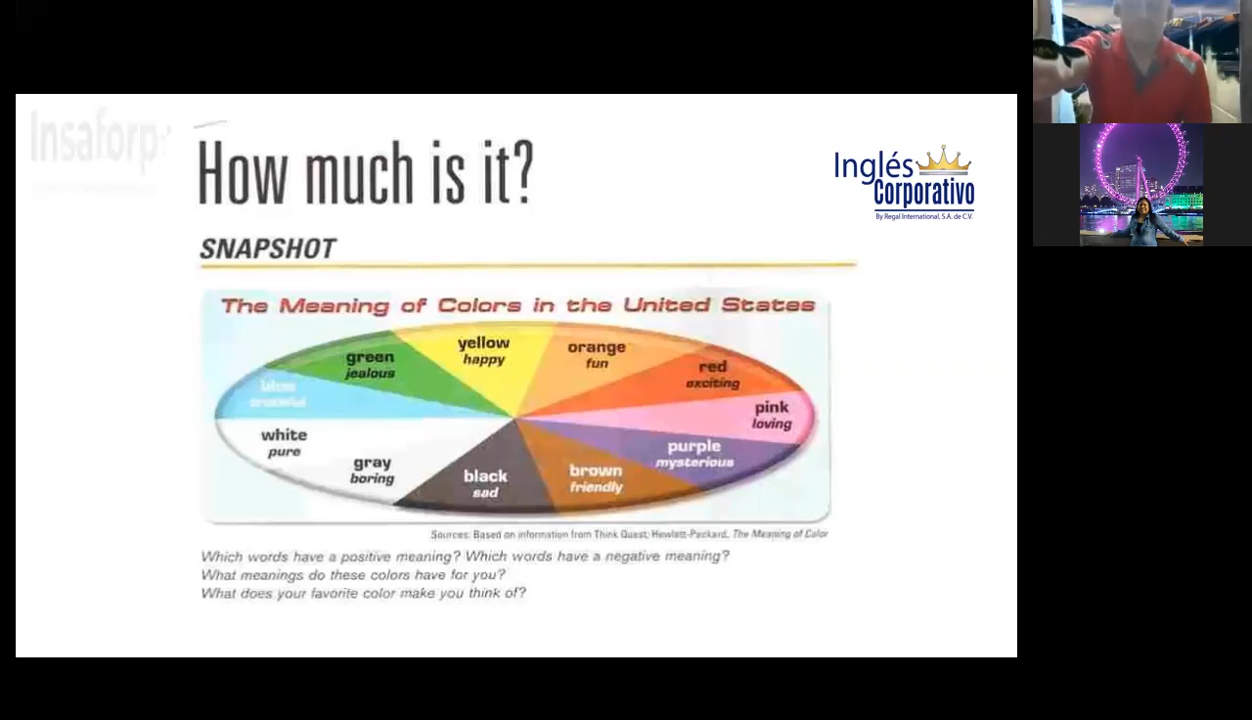 Insaforp
How much is it?
Inglés
Corporativo
By Regal International, S.A. de C.V.
SNAPSHOT
The Meaning of Colors in the United States
green
jealous
yellow
happy
orange
fun
red
exciting
pink
loving
purple
mysterious
brown
friendly
black
sad
gray
boring
white
pure
blue
Sources: Based on information from Think Quest; Hewlett-Packard, The Meaning of Color
Which words have a positive meaning? Which words have a negative meaning?
What meanings do these colors have for you?
What does your favorite color make you think of?